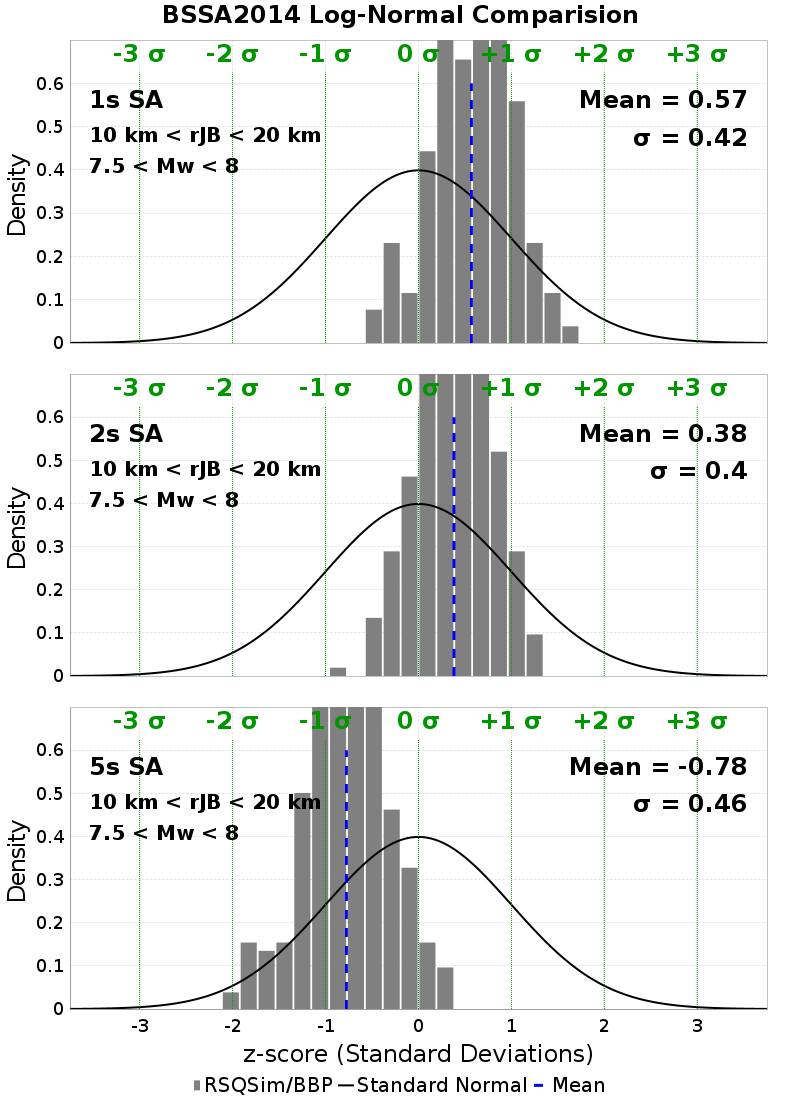 BSSA2014 Log-Normal Comparision
-3 σ -2 σ -1 σ 0 σ +1 σ +2 σ +3 σ
1s SA
10 km < rJB < 20 km
7.5 < Mw < 8
Mean = 0.57
σ = 0.42
Density
0.6
0.5
0.4
0.3
0.2
0.1
0
-3 σ -2 σ -1 σ 0 σ +1 σ +2 σ +3 σ
2s SA
10 km < rJB < 20 km
7.5 < Mw < 8
Mean = 0.38
σ = 0.4
Density
0.6
0.5
0.4
0.3
0.2
0.1
0
-3 σ -2 σ -1 σ 0 σ +1 σ +2 σ +3 σ
5s SA
10 km < rJB < 20 km
7.5 < Mw < 8
Mean = -0.78
σ = 0.46
Density
0.6
0.5
0.4
0.3
0.2
0.1
0
-3 -2 -1 0 1 2 3
z-score (Standard Deviations)
RSQSim/BBP Standard Normal Mean